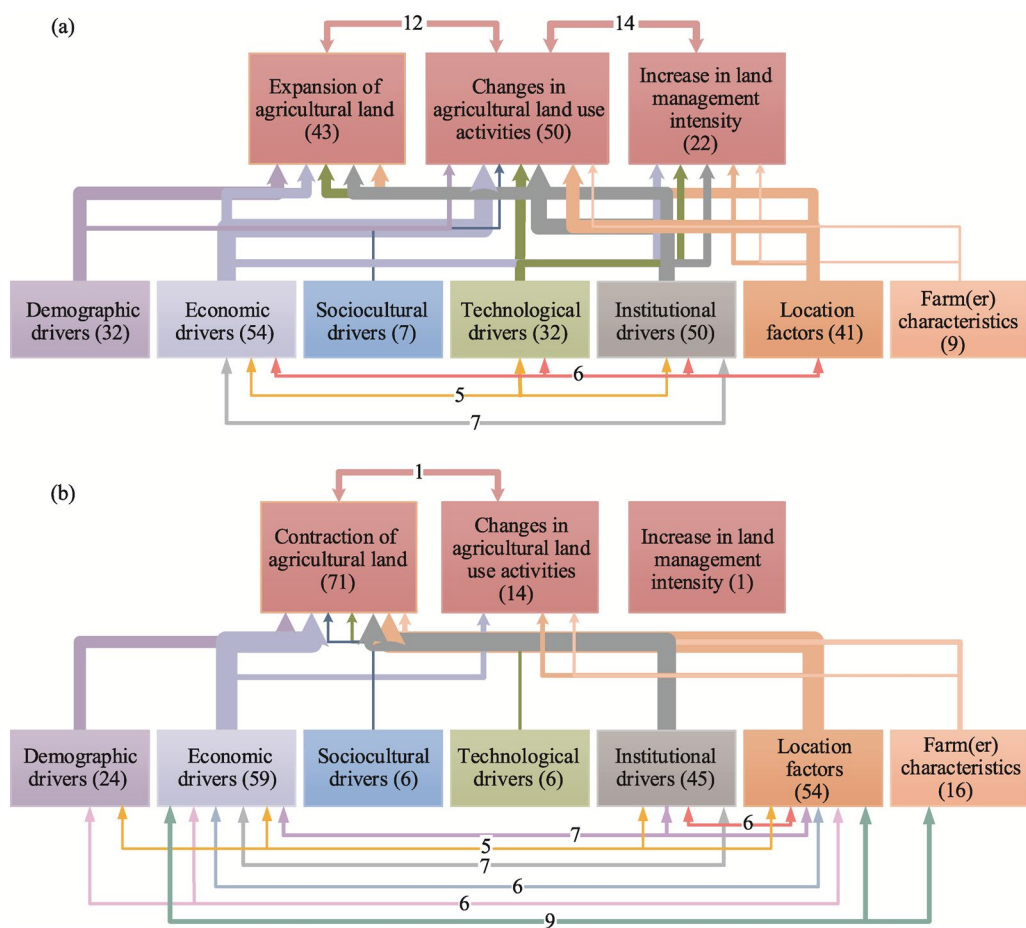 (a)
12
14
Expansion of
agricultural land
(43)
Changes in
agricultural land use
activities (50)
Increase in land
management
intensity
(22)
Demographic
drivers (32)
Economic
drivers (54)
Sociocultural
drivers (7)
Technological
drivers (32)
Institutional
drivers (50)
Location
factors (41)
Farm(er)
characteristics
(9)
6
5
7
(b)
1
Contraction of
agricultural land
(71)
Changes in
agricultural land
use activities
(14)
Increase in land
management
intensity (1)
Demographic
drivers (24)
Economic
drivers (59)
Sociocultural
drivers (6)
Technological
drivers (6)
Institutional
drivers (45)
Location
factors
(54)
Farm(er)
characteristics
(16)
6
7
5
7
6
6
9